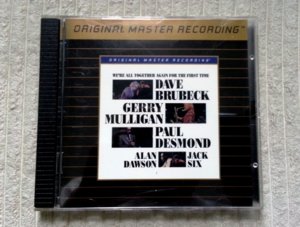 ORIGINAL MASTER RECORDING™
ORIGINAL MASTER RECORDING
WE'RE ALL TOGETHER AGAIN FOR THE FIRST TIME
DAVE
BRUBECK
GERRY
MULLIGAN
PAUL
DESMOND
ALAN
DAWSON
JACK
SIX